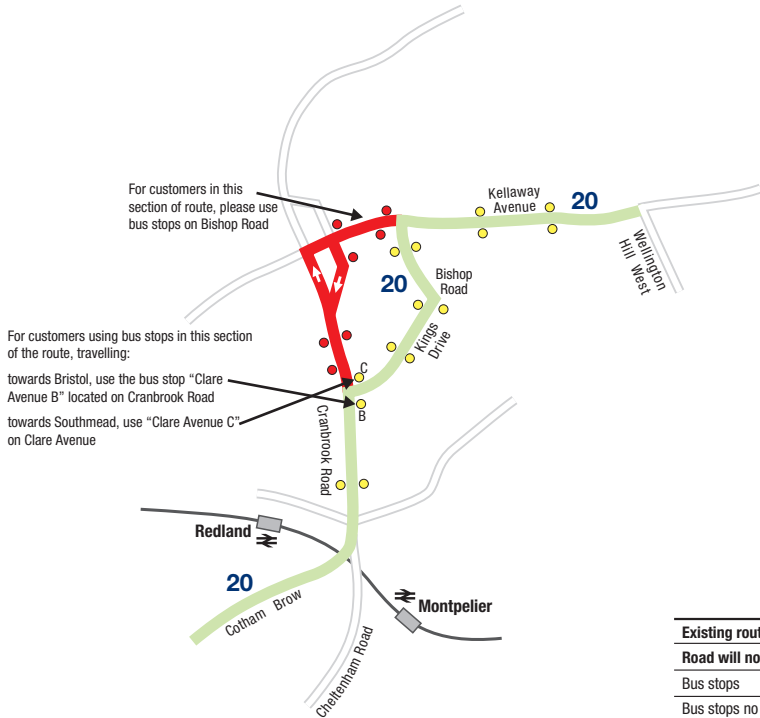 For customers in this
section of route, please use
bus stops on Bishop Road
Kellaway
Avenue
20
Wellington
Hill West
20
Bishop
Road
Kings
Drive
For customers using bus stops in this section
of the route, travelling:
towards Bristol, use the bus stop “Clare
Avenue B” located on Cranbrook Road
towards Southmead, use “Clare Avenue C”
on Clare Avenue
C
B
Cranbrook Road
Redland
20
Cotham Brow
Montpelier
Cheltenham Road
Existing rout
Road will no
Bus stops
Bus stops no